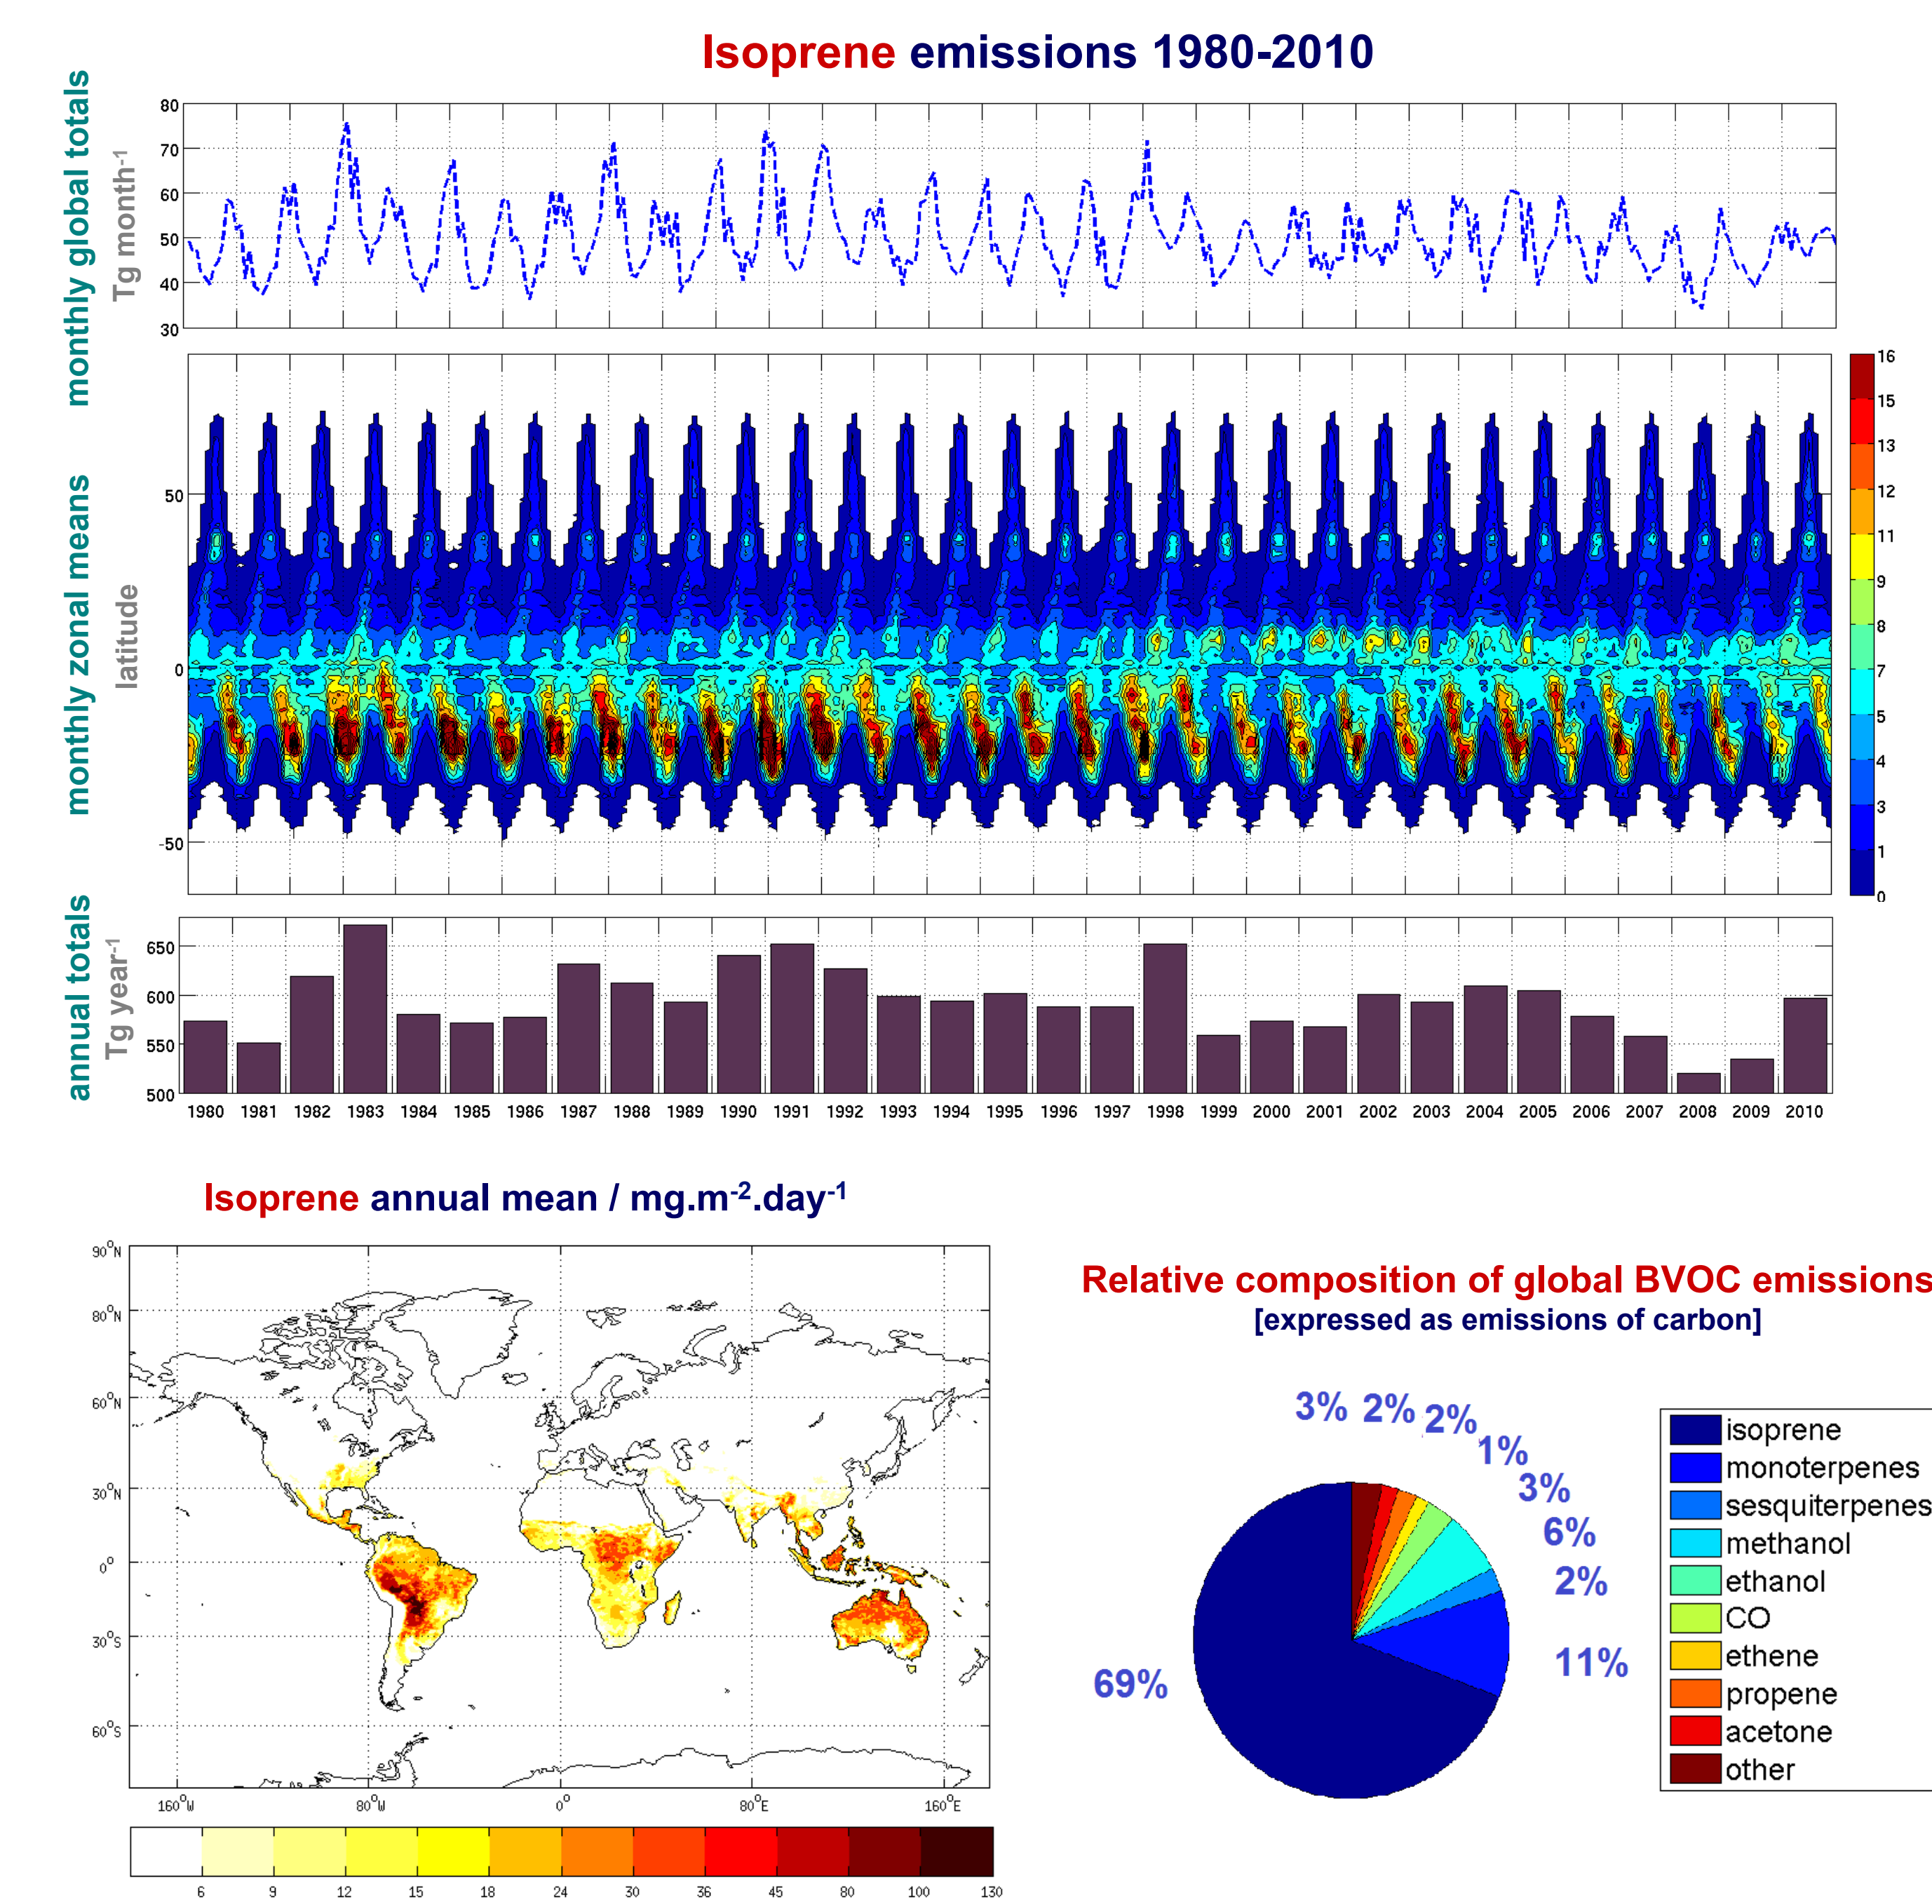 Isoprene emissions 1980-2010
monthly global totals
Tg month-1
80
70
60
50
40
30
monthly zonal means
latitude
50
0
-50
16
15
13
12
11
9
8
7
5
4
3
1
0
annual totals
Tg year-1
650
600
550
500
1980 1981 1982 1983 1984 1985 1986 1987 1988 1989 1990 1991 1992 1993 1994 1995 1996 1997 1998 1999 2000 2001 2002 2003 2004 2005 2006 2007 2008 2009 2010
Isoprene annual mean / mg.m-2.day-1
90°N
80°N
60°N
30°N
0°
30°S
60°S
160°W 80°W 0° 80°E 160°E
6 9 12 15 18 24 30 36 45 80 100 130
Relative composition of global BVOC emissions
[expressed as emissions of carbon]
3% 2% 2%
1%
3%
6%
2%
11%
69%
isoprene
monoterpenes
sesquiterpenes
methanol
ethanol
CO
ethene
propene
acetone
other